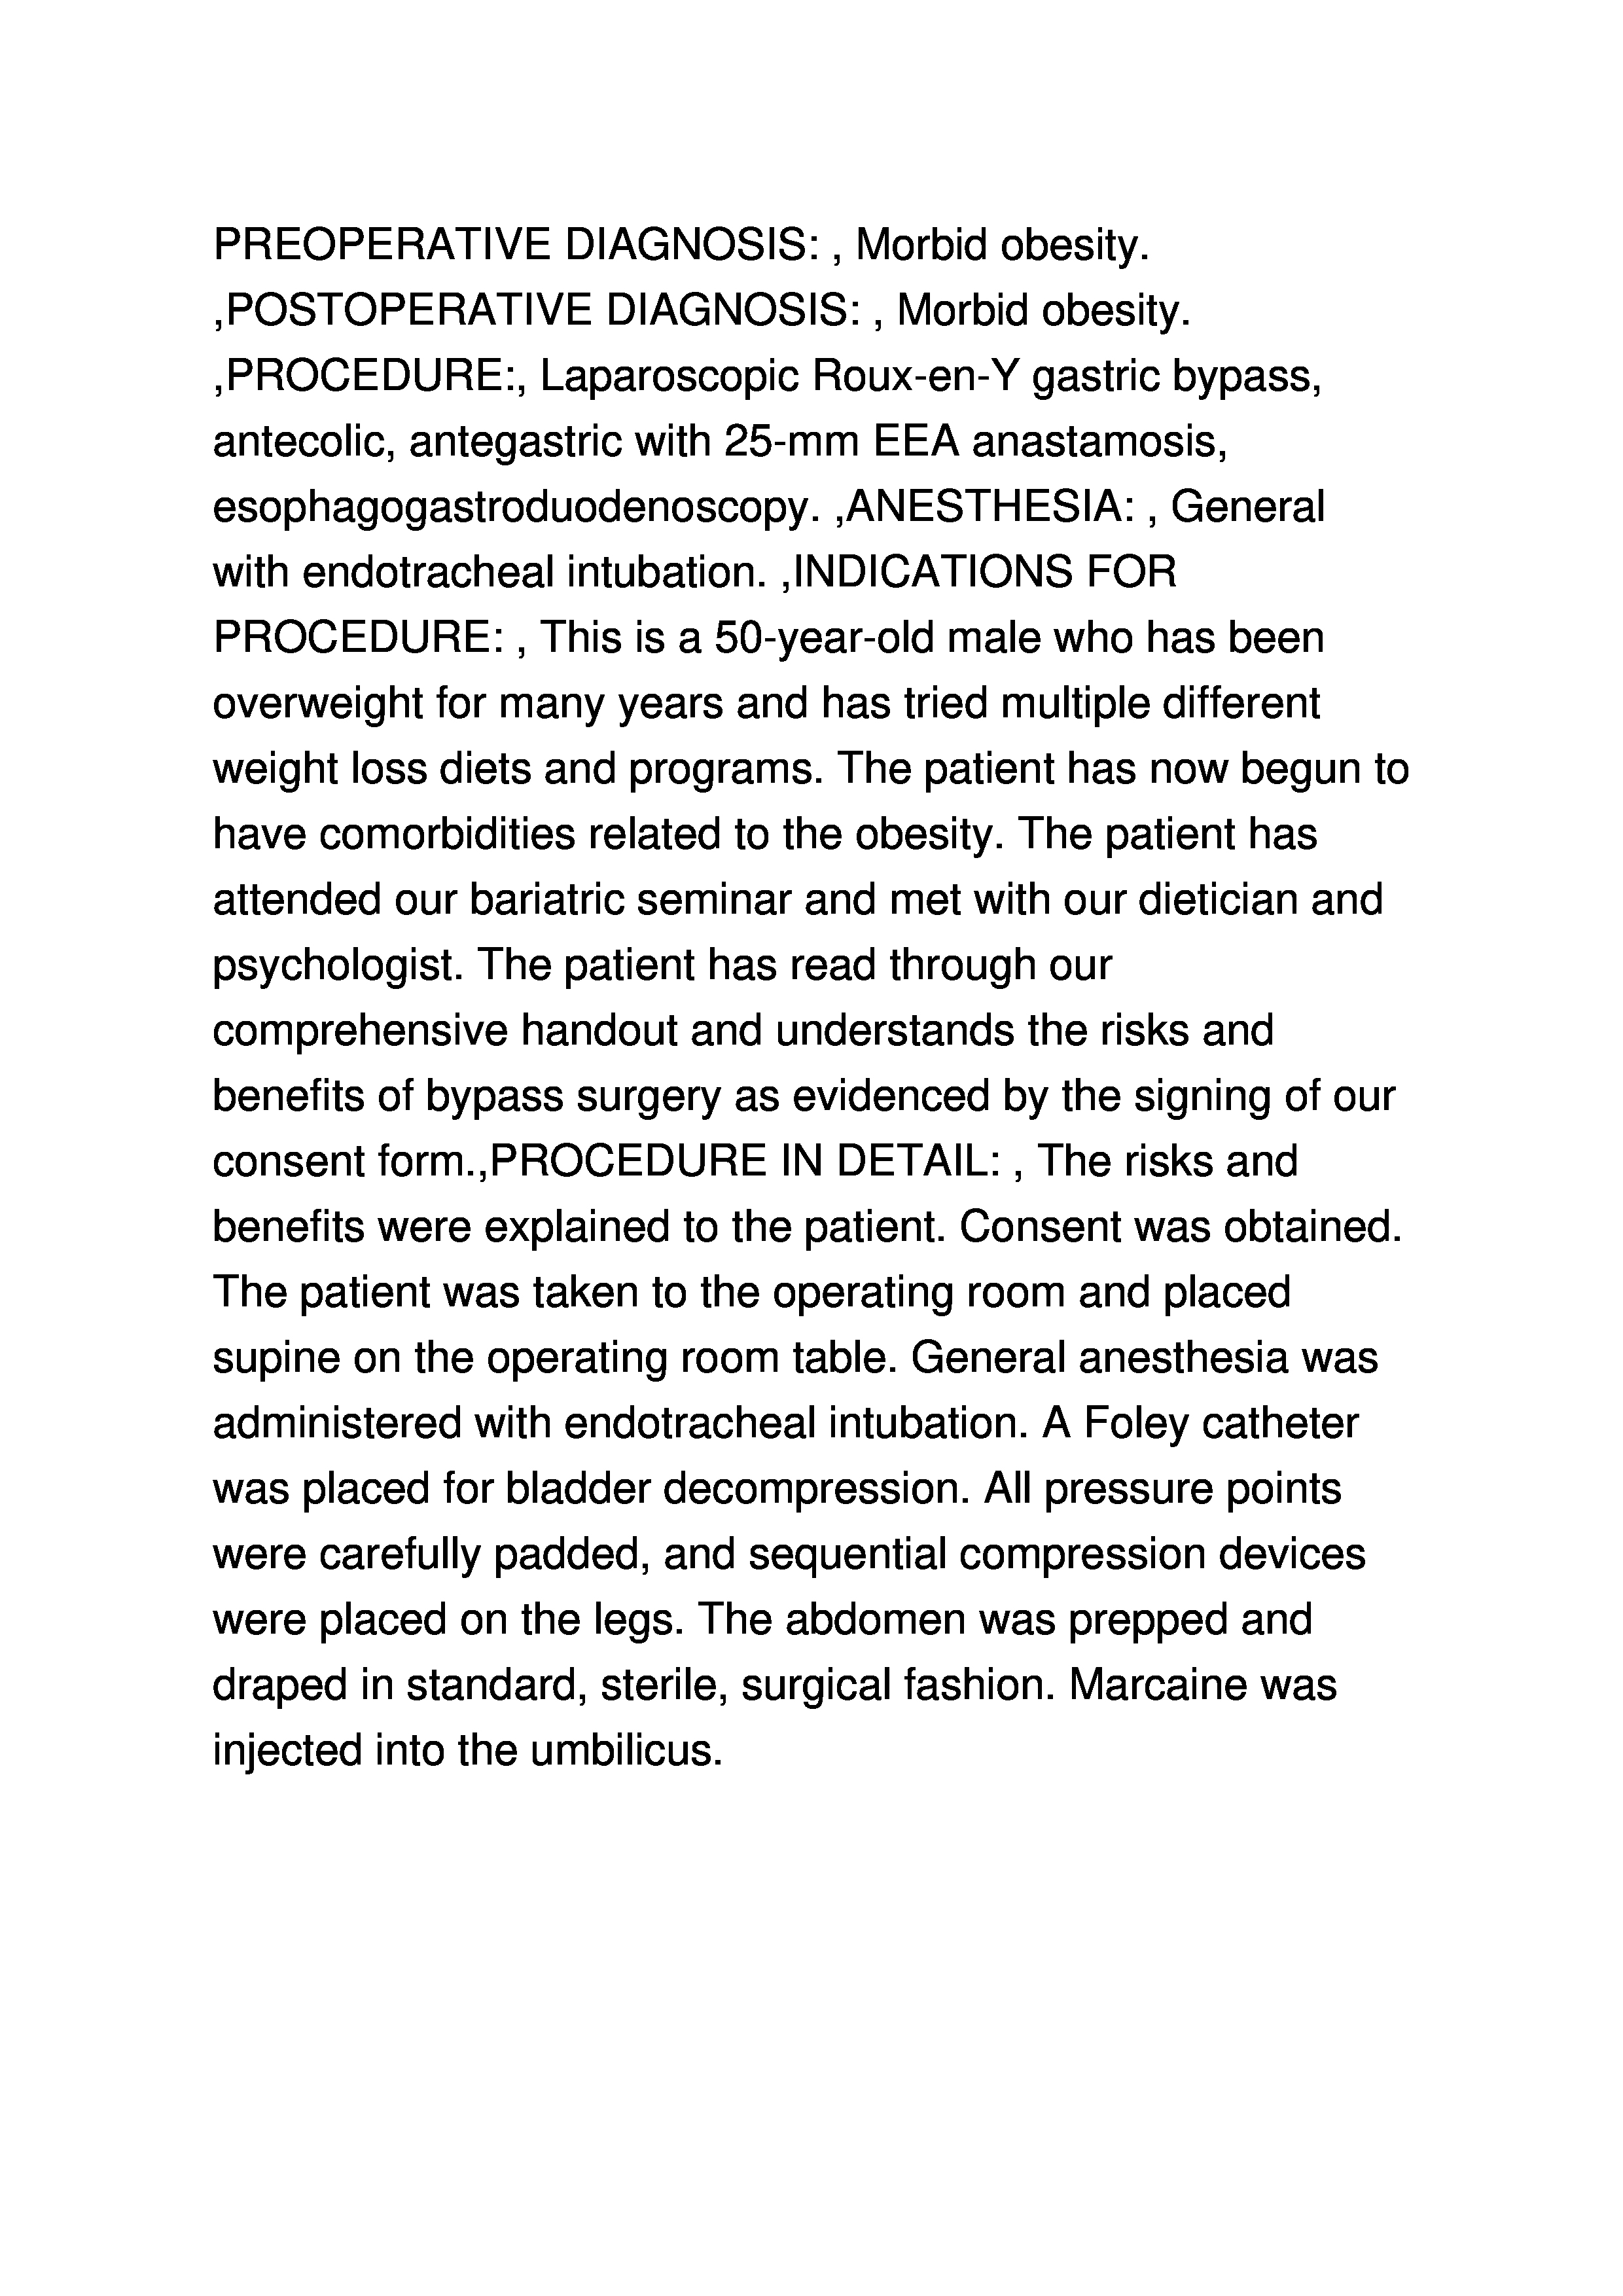 PREOPERATIVE DIAGNOSIS: , Morbid obesity.
,POSTOPERATIVE DIAGNOSIS: , Morbid obesity.
,PROCEDURE:, Laparoscopic Roux-en-Y gastric bypass,
antecolic, antegastric with 25-mm EEA anastamosis,
esophagogastroduodenoscopy. ,ANESTHESIA: , General
with endotracheal intubation. ,INDICATIONS FOR
PROCEDURE: , This is a 50-year-old male who has been
overweight for many years and has tried multiple different
weight loss diets and programs. The patient has now begun to
have comorbidities related to the obesity. The patient has
attended our bariatric seminar and met with our dietician and
psychologist. The patient has read through our
comprehensive handout and understands the risks and
benefits of bypass surgery as evidenced by the signing of our
consent form.,PROCEDURE IN DETAIL: , The risks and
benefits were explained to the patient. Consent was obtained.
The patient was taken to the operating room and placed
supine on the operating room table. General anesthesia was
administered with endotracheal intubation. A Foley catheter
was placed for bladder decompression. All pressure points
were carefully padded, and sequential compression devices
were placed on the legs. The abdomen was prepped and
draped in standard, sterile, surgical fashion. Marcaine was
injected into the umbilicus.